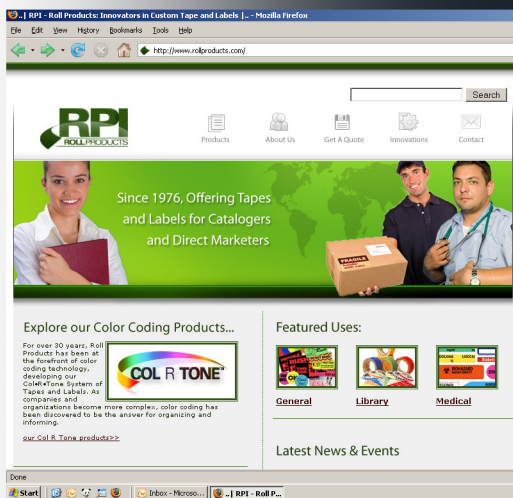 ..| RPI - Roll Products: Innovators in Custom Tape and Labels |.. - Mozilla Firefox
File Edit View History Bookmarks Tools Help
http://www.rollproducts.com/
Search
RPI
ROLLPRODUCTS
Products About Us Get A Quote Innovations Contact
Since 1976, Offering Tapes
and Labels for Catalogers
and Direct Marketers
FRAGILE
Explore our Color Coding Products...
For over 30 years, Roll
Products has been at
the forefront of color
coding technology,
developing our
Col•R•Tone System of
Tapes and Labels. As
companies and
organizations become more complex, color coding has
been discovered to be the answer for organizing and
informing.
COL R TONE
our Col R Tone products>>
Featured Uses:
RUSH
BIOHAZARD
General Library Medical
Latest News & Events
Done
Start Inbox - Microso... ..| RPI - Roll P...